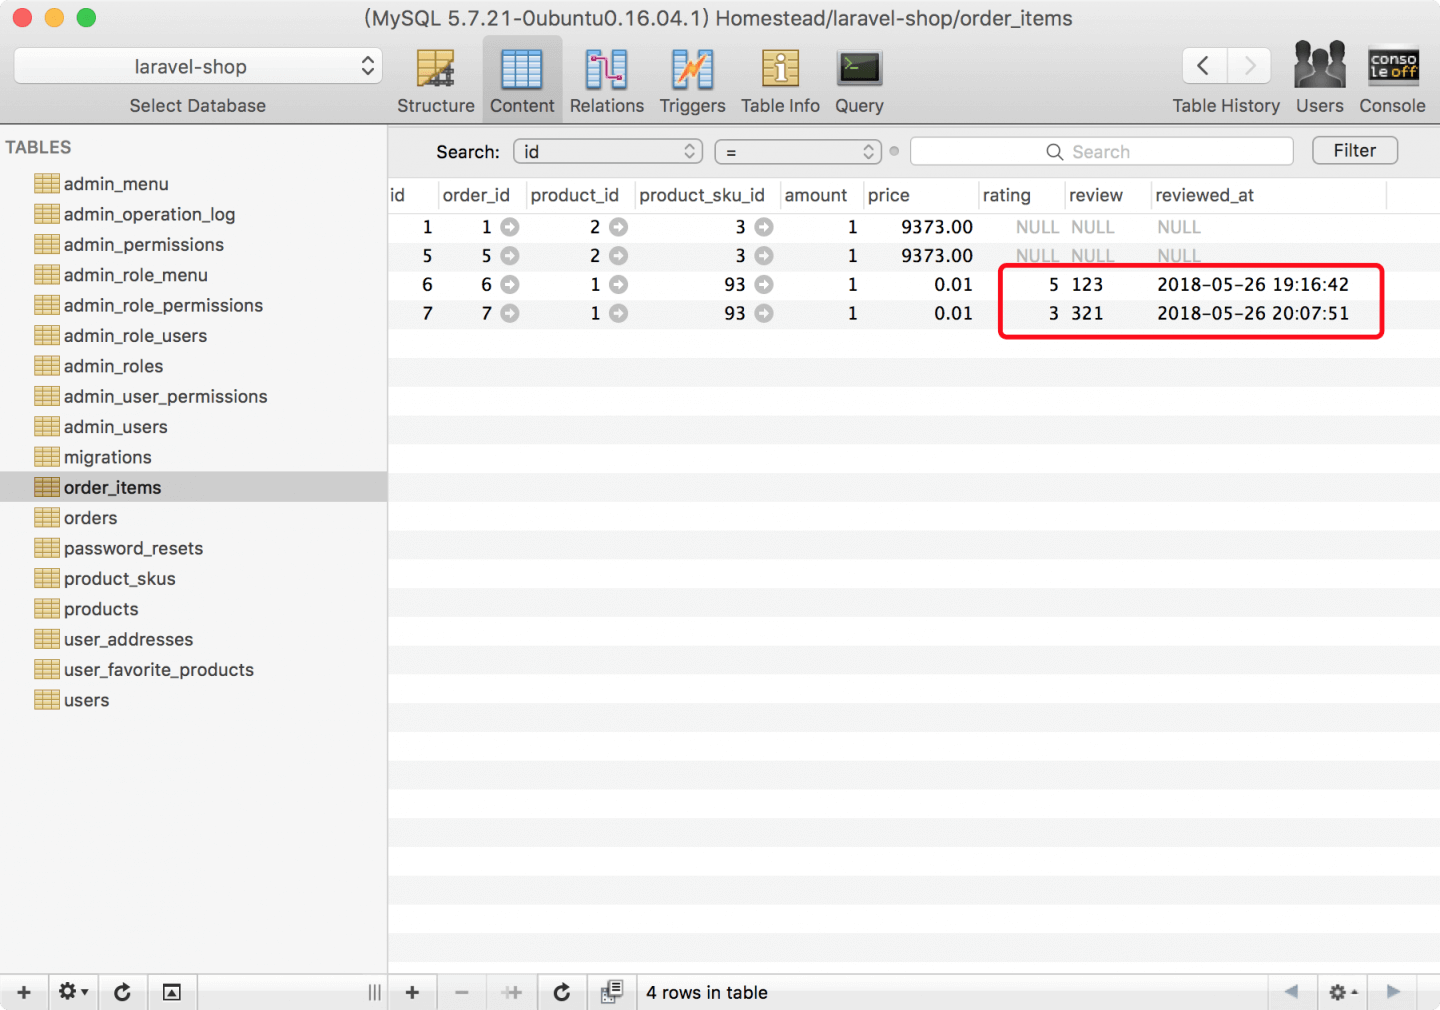 (MySQL 5.7.21-0ubuntu0.16.04.1) Homestead/laravel-shop/order_items
laravel-shop
Select Database
Structure Content Relations Triggers Table Info Query
Table History Users Console
conso
le off
TABLES
admin_menu
admin_operation_log
admin_permissions
admin_role_menu
admin_role_permissions
admin_role_users
admin_roles
admin_user_permissions
admin_users
migrations
order_items
orders
password_resets
product_skus
products
user_addresses
user_favorite_products
users
Search: id = Search Filter
id order_id product_id product_sku_id amount price rating review reviewed_at
1 1 2 3 1 9373.00 NULL NULL NULL
5 5 2 3 1 9373.00 NULL NULL NULL
6 6 1 93 1 0.01 5 123 2018-05-26 19:16:42
7 7 1 93 1 0.01 3 321 2018-05-26 20:07:51
4 rows in table